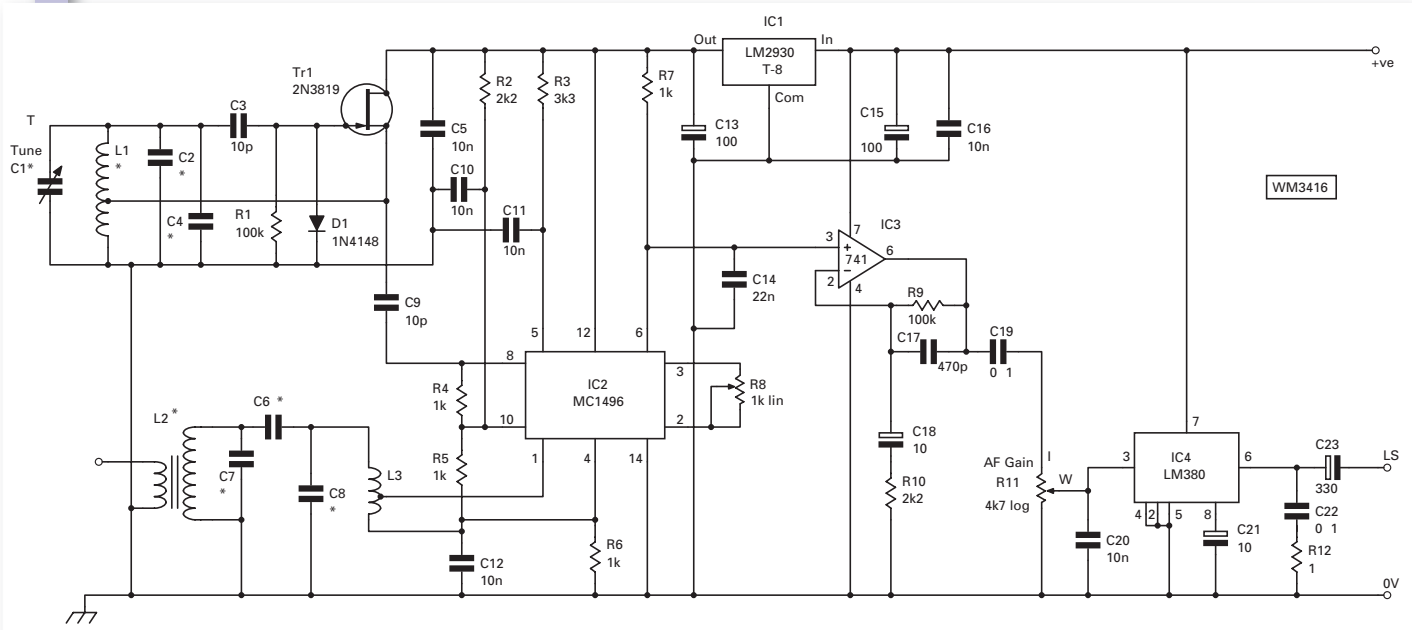 IC1
Out
In
LM2930
T-8
Com
+ve
Tr1
2N3819
T
Tune
C1*
L1
*
C2
*
C3
10p
C4
*
R1
100k
D1
1N4148
C5
10n
R2
2k2
R3
3k3
C10
10n
C11
10n
R7
1k
C13
100
C15
100
C16
10n
WM3416
C9
10p
C14
22n
IC3
3
+
7
741
6
2
–
4
R9
100k
C17
470p
C19
0 1
C18
10
R10
2k2
5
12
6
8
3
IC2
MC1496
10
2
1
4
14
R4
1k
R5
1k
R8
1k lin
L2*
C6 *
C7
*
C8
*
L3
C12
10n
R6
1k
AF Gain
R11
4k7 log
I
W
C20
10n
7
3
IC4
LM380
6
4
2
5
8
C21
10
C23
330
LS
C22
0 1
R12
1
0V